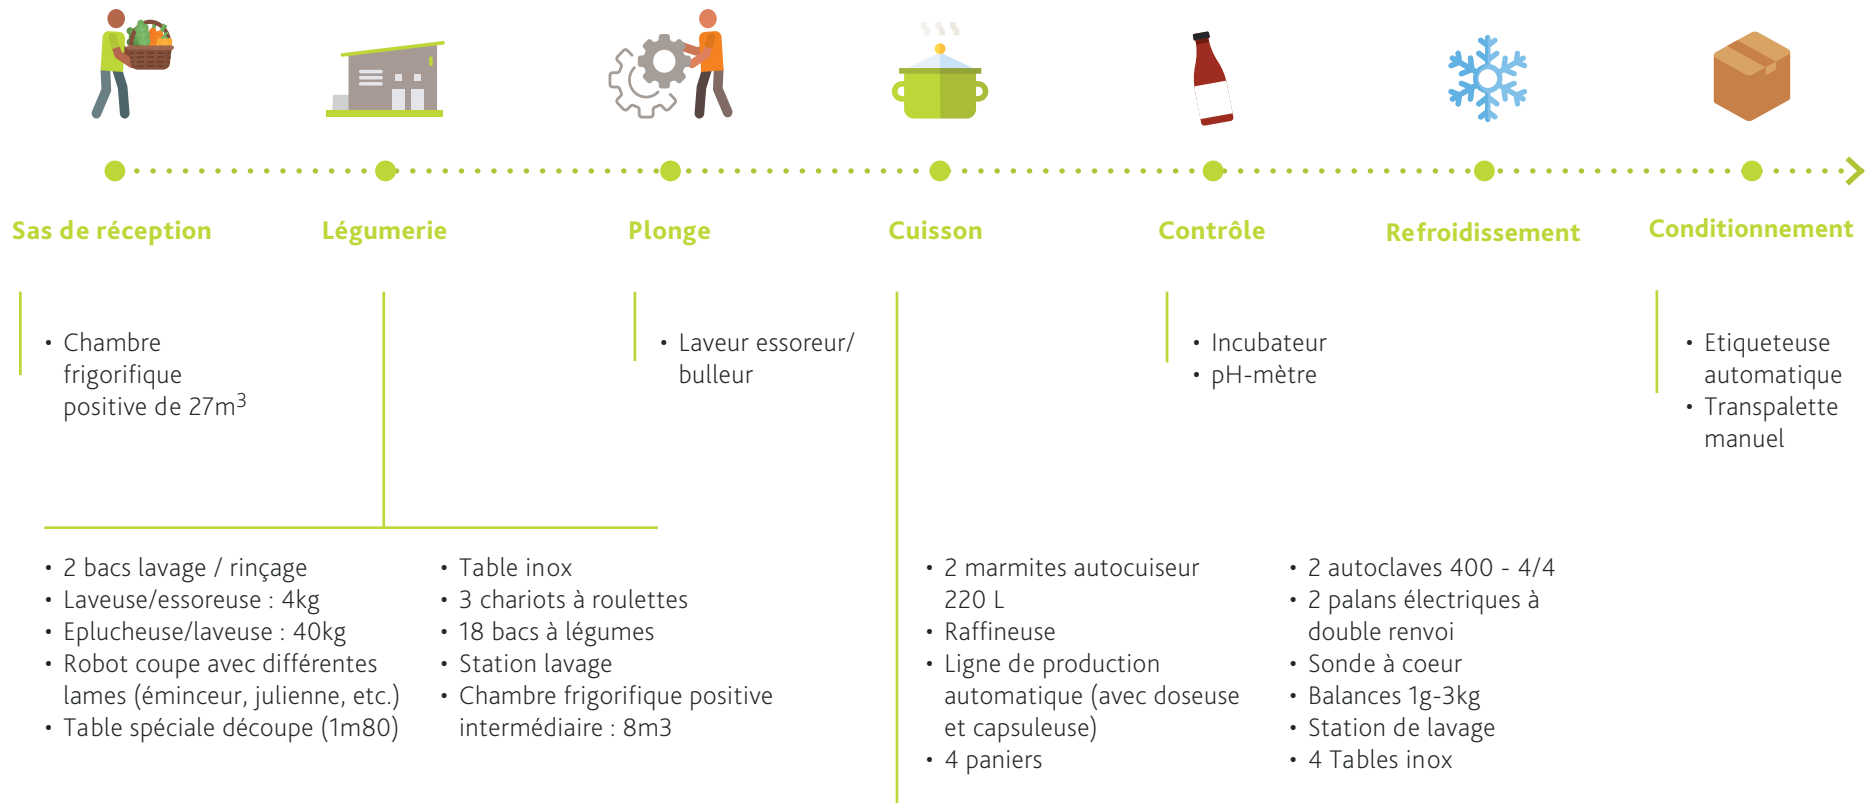 Sas de réception
Légumerie
Plonge
Cuisson
Contrôle
Refroidissement
Conditionnement
• Chambre
frigorifique
positive de 27m³
• Laveur essoreur/
bulleur
• Incubateur
• pH-mètre
• Etiqueteuse
automatique
• Transpalette
manuel
• 2 bacs lavage / rinçage
• Laveuse/essoreuse : 4kg
• Eplucheuse/laveuse : 40kg
• Robot coupe avec différentes
lames (éminceur, julienne, etc.)
• Table spéciale découpe (1m80)
• Table inox
• 3 chariots à roulettes
• 18 bacs à légumes
• Station lavage
• Chambre frigorifique positive
intermédiaire : 8m3
• 2 marmites autocuiseur
220 L
• Raffineuse
• Ligne de production
automatique (avec doseuse
et capsuleuse)
• 4 paniers
• 2 autoclaves 400 - 4/4
• 2 palans électriques à
double renvoi
• Sonde à coeur
• Balances 1g-3kg
• Station de lavage
• 4 Tables inox